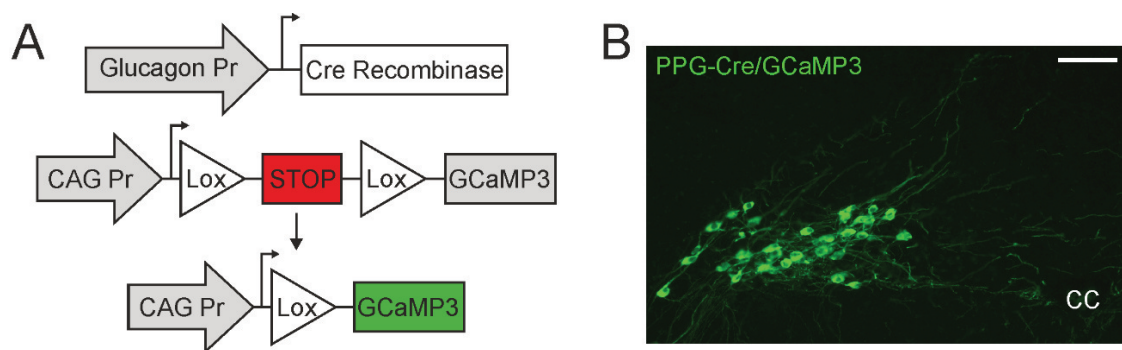 A
Glucagon Pr
Cre Recombinase
CAG Pr
Lox
STOP
Lox
GCaMP3
CAG Pr
Lox
GCaMP3
B
PPG-Cre/GCaMP3
CC